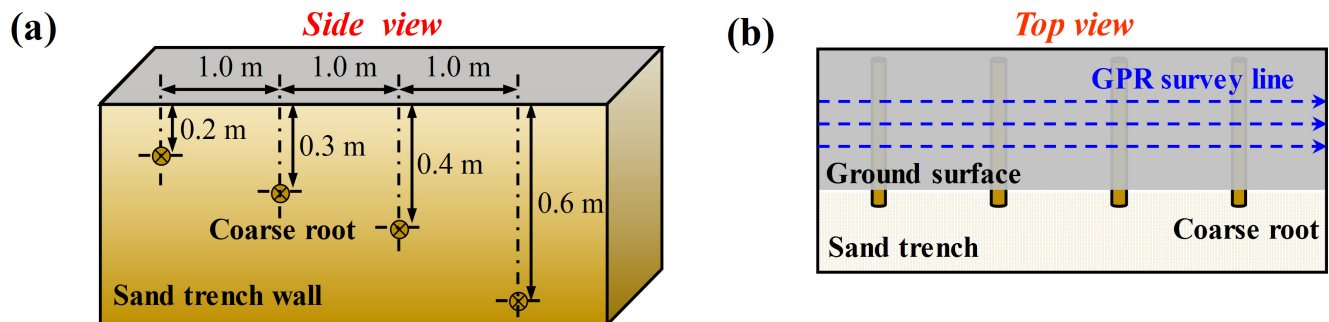 (a)
Side view
1.0 m 1.0 m 1.0 m
0.2 m
0.3 m
0.4 m
0.6 m
Coarse root
Sand trench wall
(b)
Top view
GPR survey line
Ground surface
Coarse root
Sand trench